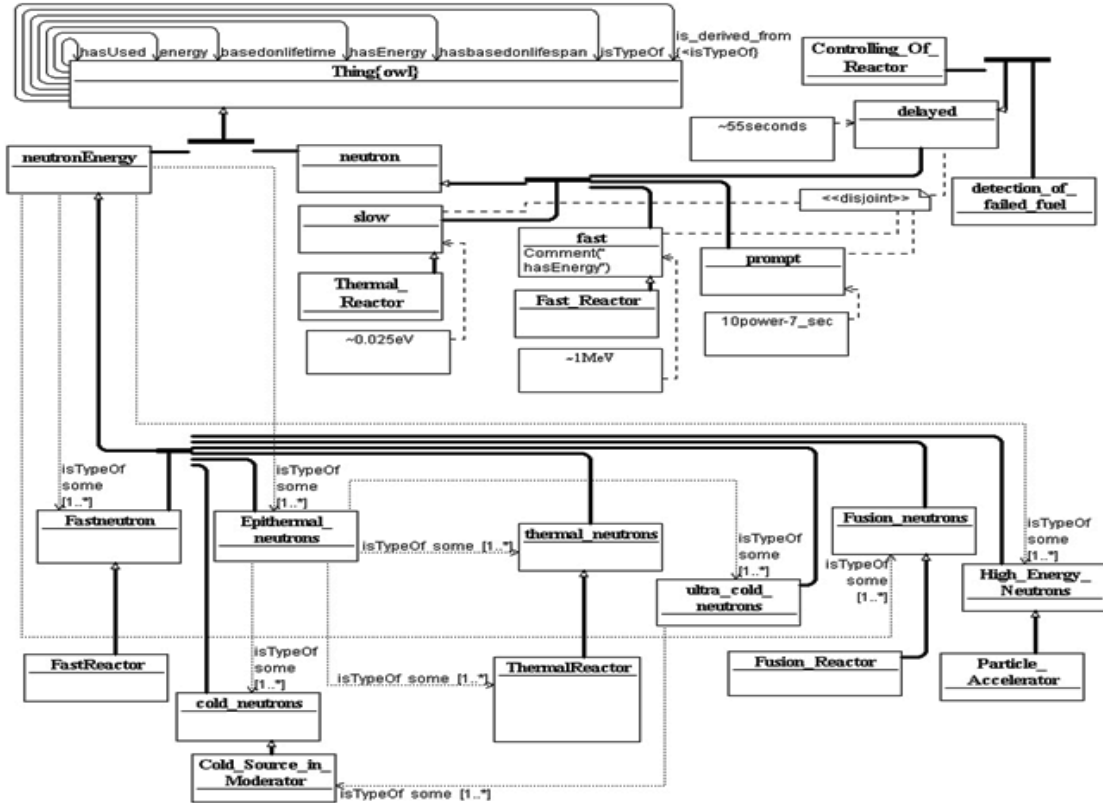 hasUsed energy basedonlifetime hasEnergy hasbasedonlifespan isTypeOf is_derived_from
{<isTypeOf}
Thing{owl}
Controlling_Of_
Reactor
~55seconds
delayed
neutronEnergy
neutron
detection_of_
failed_fuel
<<disjoint>>
slow
fast
Comment("
hasEnergy")
prompt
Thermal_
Reactor
Fast_Reactor
~0.025eV
~1MeV
10power-7_sec
isTypeOf
some
[1..*]
isTypeOf
some
[1..*]
Fastneutron
Epithermal_
neutrons
isTypeOf some [1..*]
thermal_neutrons
isTypeOf
some
[1..*]
ultra_cold_
neutrons
Fusion_neutrons
isTypeOf
some
[1..*]
isTypeOf
some
[1..*]
High_Energy_
Neutrons
FastReactor
isTypeOf
some
[1..*]
isTypeOf some [1..*]
ThermalReactor
Fusion_Reactor
Particle_
Accelerator
cold_neutrons
Cold_Source_in_
Moderator
isTypeOf some [1..*]